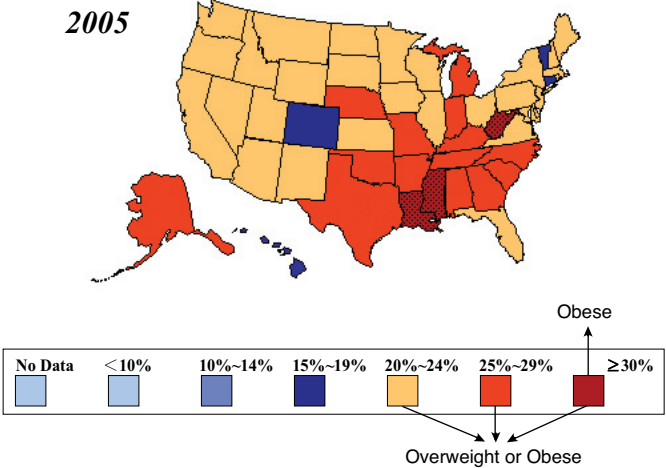 2005
Obese
No Data <10% 10%~14% 15%~19% 20%~24% 25%~29% ≥30%
Overweight or Obese